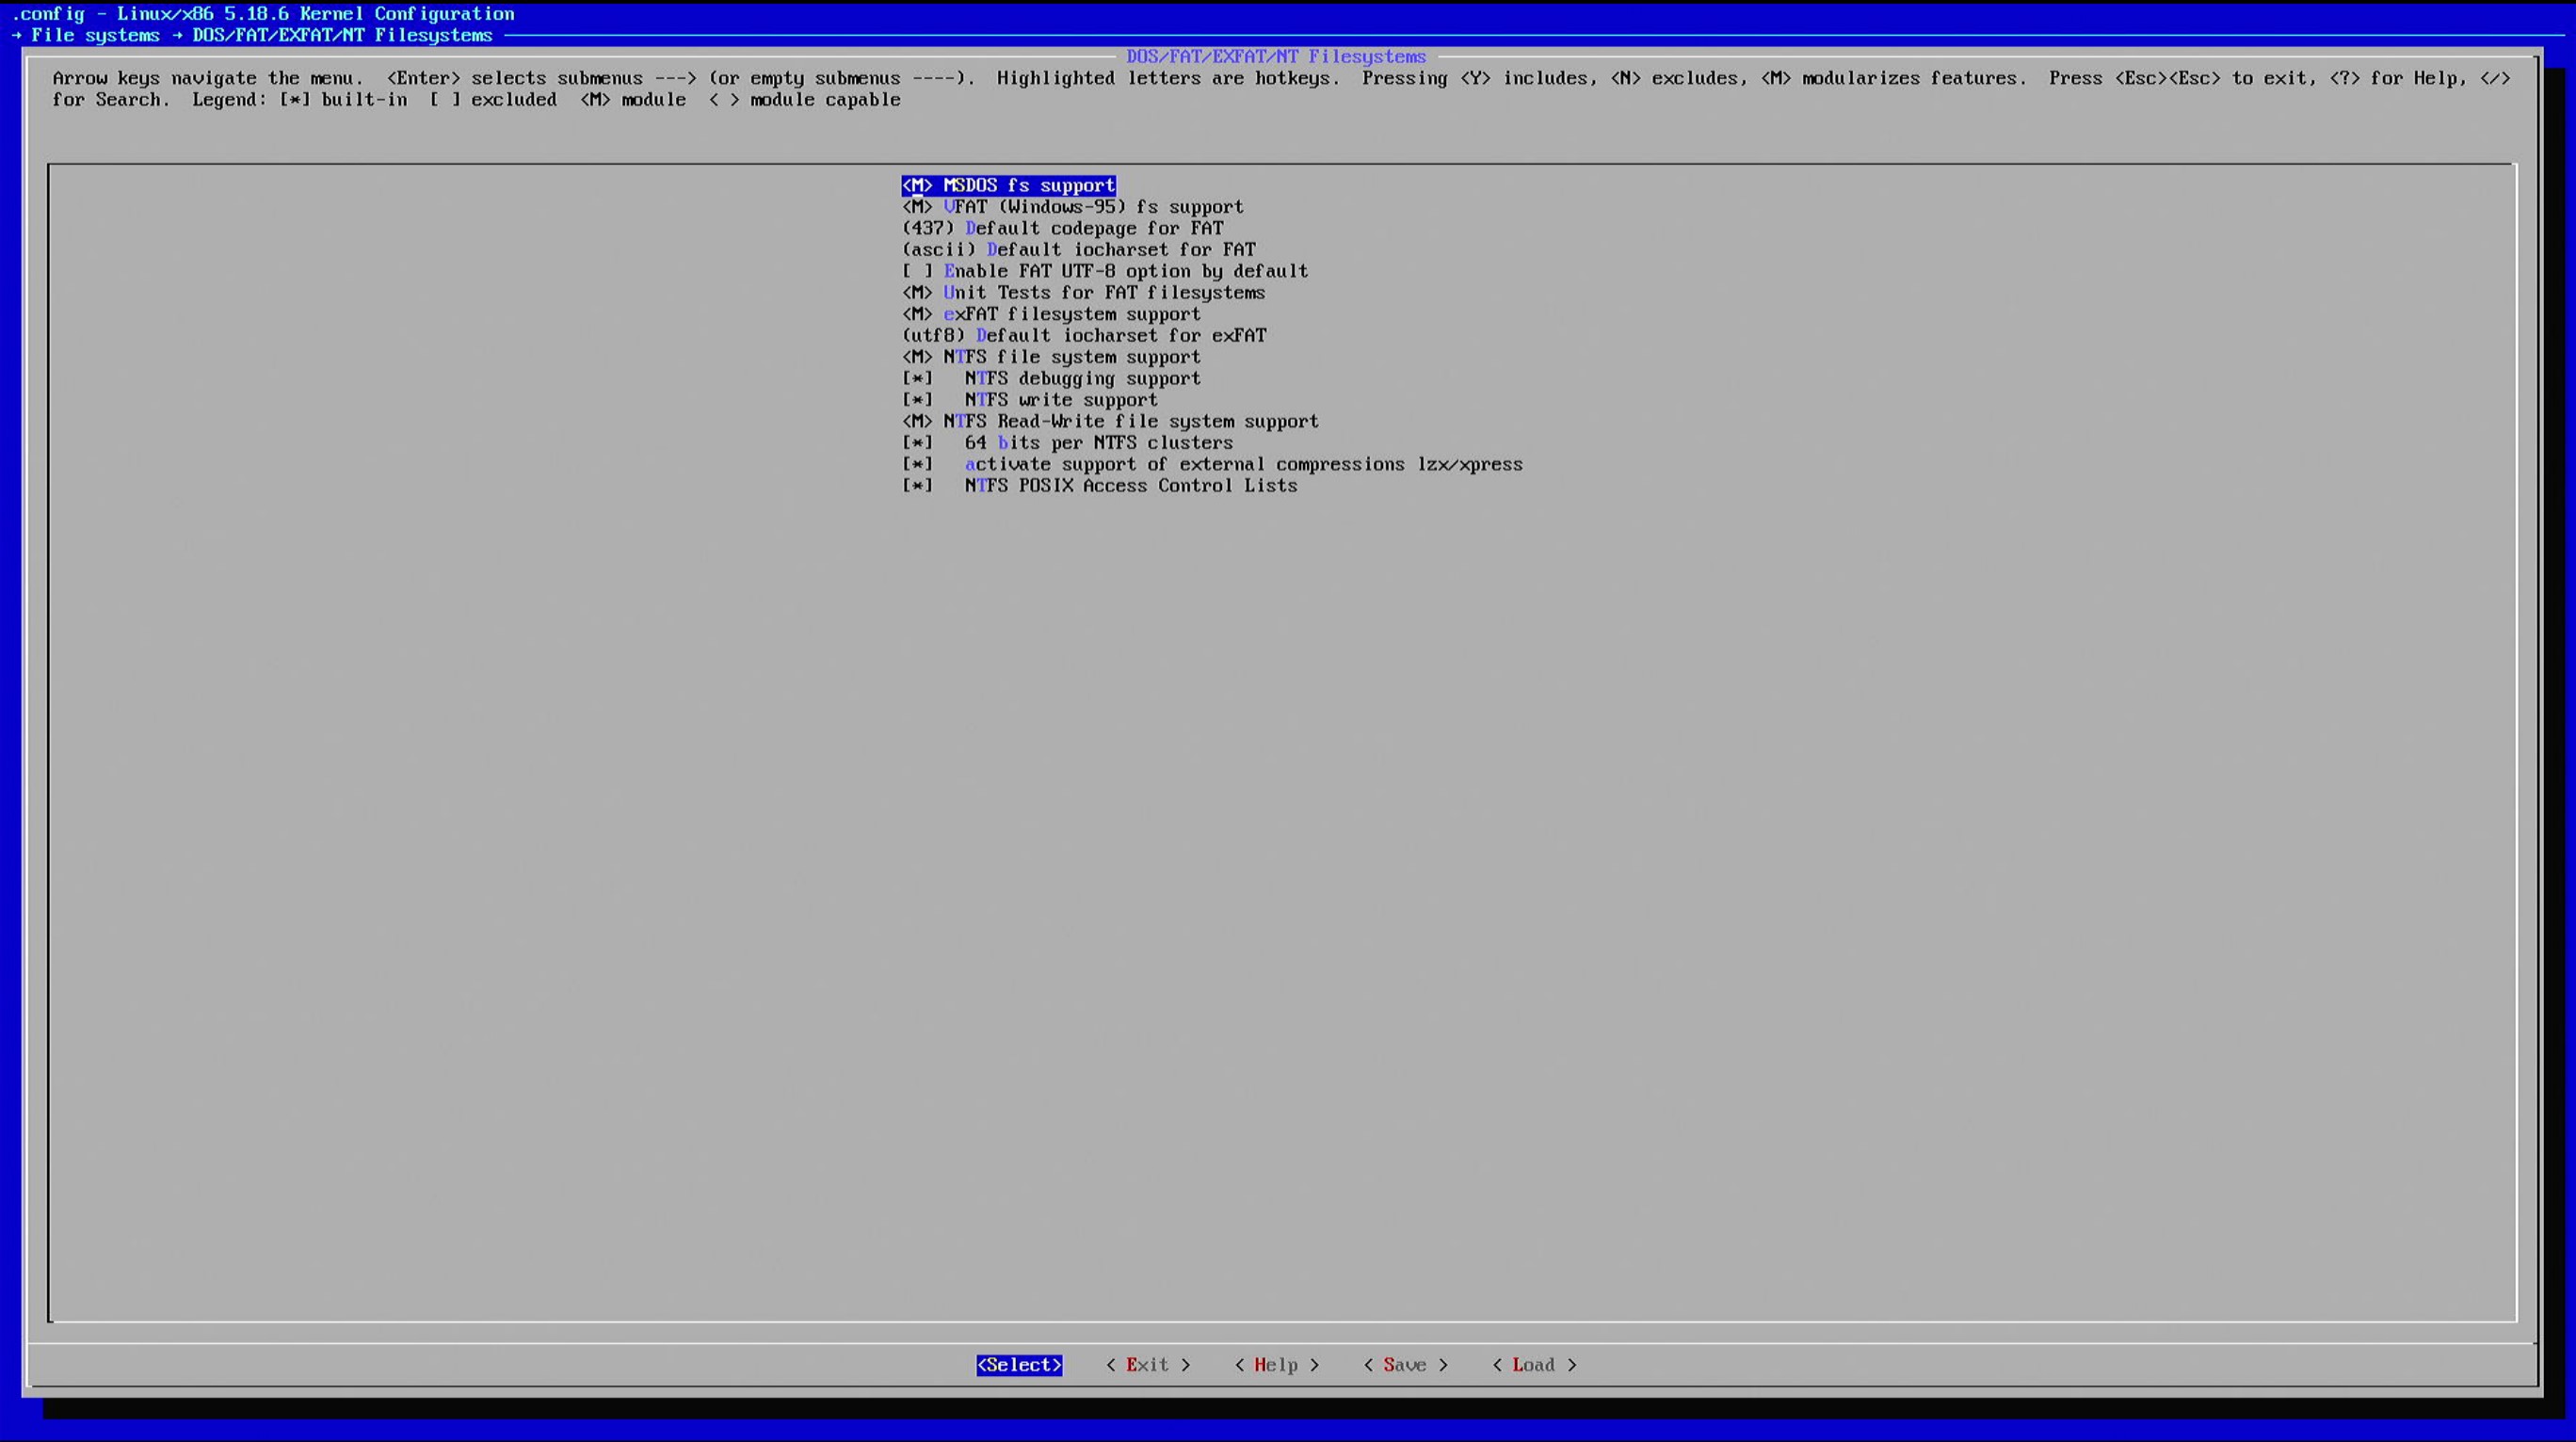 .config - Linux/x86 5.18.6 Kernel Configuration
→ File systems → DOS/FAT/EXFAT/NT Filesystems
DOS/FAT/EXFAT/NT Filesystems
Arrow keys navigate the menu.  <Enter> selects submenus ---> (or empty submenus ----).  Highlighted letters are hotkeys.  Pressing <Y> includes, <N> excludes, <M> modularizes features.  Press <Esc><Esc> to exit, <?> for Help, </>
for Search.  Legend: [*] built-in  [ ] excluded  <M> module  < > module capable
<M> MSDOS fs support
<M> VFAT (Windows-95) fs support
(437) Default codepage for FAT
(ascii) Default iocharset for FAT
[ ] Enable FAT UTF-8 option by default
<M> Unit Tests for FAT filesystems
<M> exFAT filesystem support
(utf8) Default iocharset for exFAT
<M> NTFS file system support
[*]   NTFS debugging support
[*]   NTFS write support
<M> NTFS Read-Write file system support
[*]   64 bits per NTFS clusters
[*]   activate support of external compressions lzx/xpress
[*]   NTFS POSIX Access Control Lists
<Select>    < Exit >    < Help >    < Save >    < Load >